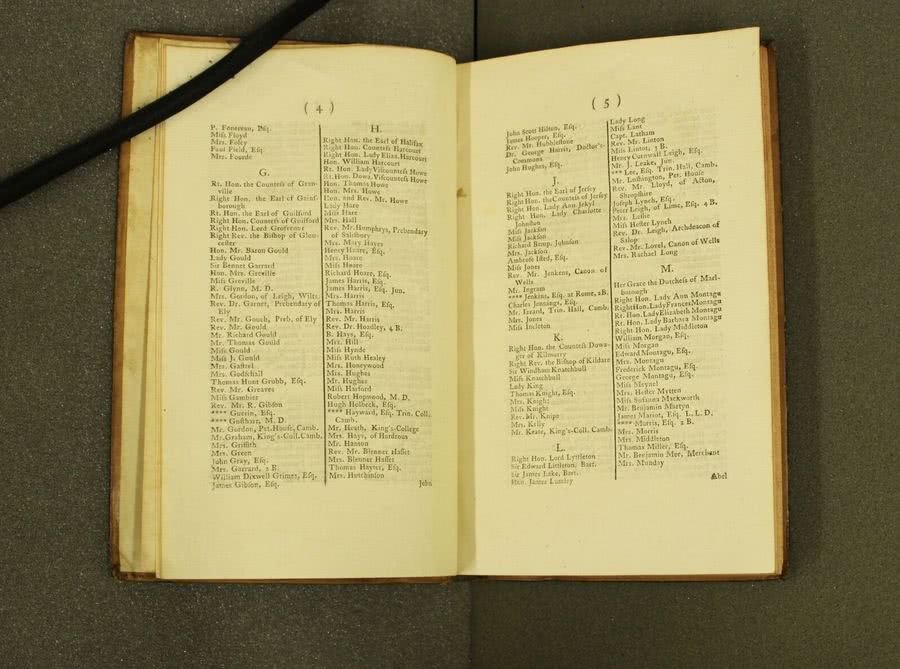 ( 4 )
P. Fonereau, Esq.
Miſs Floyd
Mrs. Foley
Paul Field, Eſq.
Mrs. Fourde
G.
Rt. Hon. the Counteſs of Gran-
ville
Right Hon. the Earl of Gainſ-
borough
Rt. Hon. the Earl of Guilford
Right Hon. Counteſs of Guilford
Right Hon. Lord Groſvenor
Right Rev. the Biſhop of Glou-
ceſter
Hon. Mr. Baron Gould
Lady Gould
Sir Bennet Garrard
Hon. Mrs. Greville
Miſs Greville
R. Glynn, M. D.
Mrs. Gordon, of Leigh, Wilts.
Rev. Dr. Garnet, Prebendary of
Ely
Rev. Mr. Gouch, Preb. of Ely
Rev. Mr. Gould
Mr. Richard Gould
Mr. Thomas Gould
Miſs Gould
Miſs J. Gould
Mrs. Gaſtrel
Mrs. Godſchall
Thomas Hunt Grubb, Eſq.
Rev. Mr. Greaves
Miſs Gambier
Rev. Mr. R. Gibſon
**** Guerin, Eſq.
**** Guſthart, M. D.
Mr. Gordon, Pet. Houſe, Camb.
Mr. Graham, King's-Coll. Camb.
Mrs. Griffith
Mrs. Green
John Gray, Eſq.
Mrs. Garrard, 2 B.
William Dixwell Grimes, Eſq.
James Gibſon, Eſq.
H.
Right Hon. the Earl of Halifax
Right Hon. Counteſs Harcourt
Right Hon. Lady Eliza. Harcourt
Hon. William Harcourt
Rt. Hon. Lady Viſcounteſs Howe
Rt. Hon. Dowa. Viſcounteſs Howe
Hon. Thomas Howe
Hon. Mrs. Howe
Hon. and Rev. Mr. Howe
Lady Hare
Miſs Hare
Mrs. Hall
Rev. Mr. Humphrys, Prebendary
of Saliſbury
Mrs. Mary Hayes
Henry Hoare, Eſq.
Mrs. Hoare
Miſs Hoare
Richard Hoare, Eſq.
James Harris, Eſq.
James Harris, Eſq. Jun.
Mrs. Harris
Thomas Harris, Eſq.
Mrs. Harris
Rev. Mr. Harris
Rev. Dr. Hoadley, 4 B.
B. Hays, Eſq.
Mrs. Hill
Miſs Hynde
Miſs Ruth Healey
Mrs. Honeywood
Mrs. Hughes
Mr. Hughes
Miſs Harford
Robert Hopwood, M. D.
Hugh Holbeck, Eſq.
**** Hayward, Eſq. Trin. Coll.
Camb.
Mr. Heuth, King's-College
Mrs. Hays, of Hardrous
Mr. Hanson
Rev. Mr. Blenner Haſſet
Mrs. Blenner Haſſet
Thomas Hayter, Eſq.
Mrs. Hutchinſon
John
( 5 )
John Scott Hilton, Eſq.
James Hooper, Eſq.
Rev. Mr. Hubbleſtone
Dr. George Harris, Doctor's-
Commons
John Hughes, Eſq.
J.
Right Hon. the Earl of Jerſey
Right Hon. the Counteſs of Jerſey
Right Hon. Lady Ann Jekyl
Right Hon. Lady Charlotte
Johnſton
Miſs Jackſon
Miſs Jackſon
Richard Bemp. Johnſon
Mrs. Jackſon
Ambroſe Iſted, Eſq.
Miſs Jones
Rev. Mr. Jenkens, Canon of
Wells
Mr. Ingram
**** Jenkins, Eſq. at Rome, 2B.
Charles Jennings, Eſq.
Mr. Izzard, Trin. Hall, Camb.
Mrs. Jones
Miſs Incleton
K.
Right Hon. the Counteſs Dowa-
ger of Kilmurry
Right Rev. the Biſhop of Kildare
Sir Windham Knatchbull
Miſs Knatchbull
Lady King
Thomas Knight, Eſq.
Mrs. Knight
Miſs Knight
Rev. Mr. Knipe
Mrs. Kelly
Mr. Keate, King's-Coll. Camb.
L.
Right Hon. Lord Lyttleton
Sir Edward Littleton, Bart.
Sir James Lake, Bart.
Hon. James Lumley
Lady Long
Miſs Lant
Capt. Latham
Rev. Mr. Linton
Miſs Linton, 3 B.
Henry Cornwall Leigh, Eſq.
Mr. J. Leake, Jun.
*** Lee, Eſq. Trin. Hall, Camb.
Mr. Luſhington, Pet. Houſe
Rev. Mr. Lloyd, of Acton,
Shropſhire
Joſeph Lynch, Eſq.
Peter Leigh, of Lime, Eſq. 4 B.
Mrs. Leſlie
Miſs Heſter Lynch
Rev. Dr. Leigh, Archdeacon of
Salop
Rev. Mr. Lovel, Canon of Wells
Mrs. Rachael Long
M.
Her Grace the Dutcheſs of Marl-
borough
Right Hon. Lady Ann Montagu
Right Hon. Lady Frances Montagu
Rt. Hon. Lady Elizabeth Montagu
Rt. Hon. Lady Barbara Montagu
Right Hon. Lady Middleton
William Morgan, Eſq.
Miſs Morgan
Edward Montagu, Eſq.
Mrs. Montagu
Frederick Montagu, Eſq.
George Montagu, Eſq.
Miſs Meynel
Mrs. Heſter Mytten
Miſs Suſanna Mackworth
Mr. Benjamin Martyn
James Mariot, Eſq. L. L. D.
**** Morris, Eſq. 2 B.
Mrs. Morris
Mrs. Middleton
Thomas Miller, Eſq.
Mr. Benjamin Mee, Merchant
Mrs. Munday
Abel